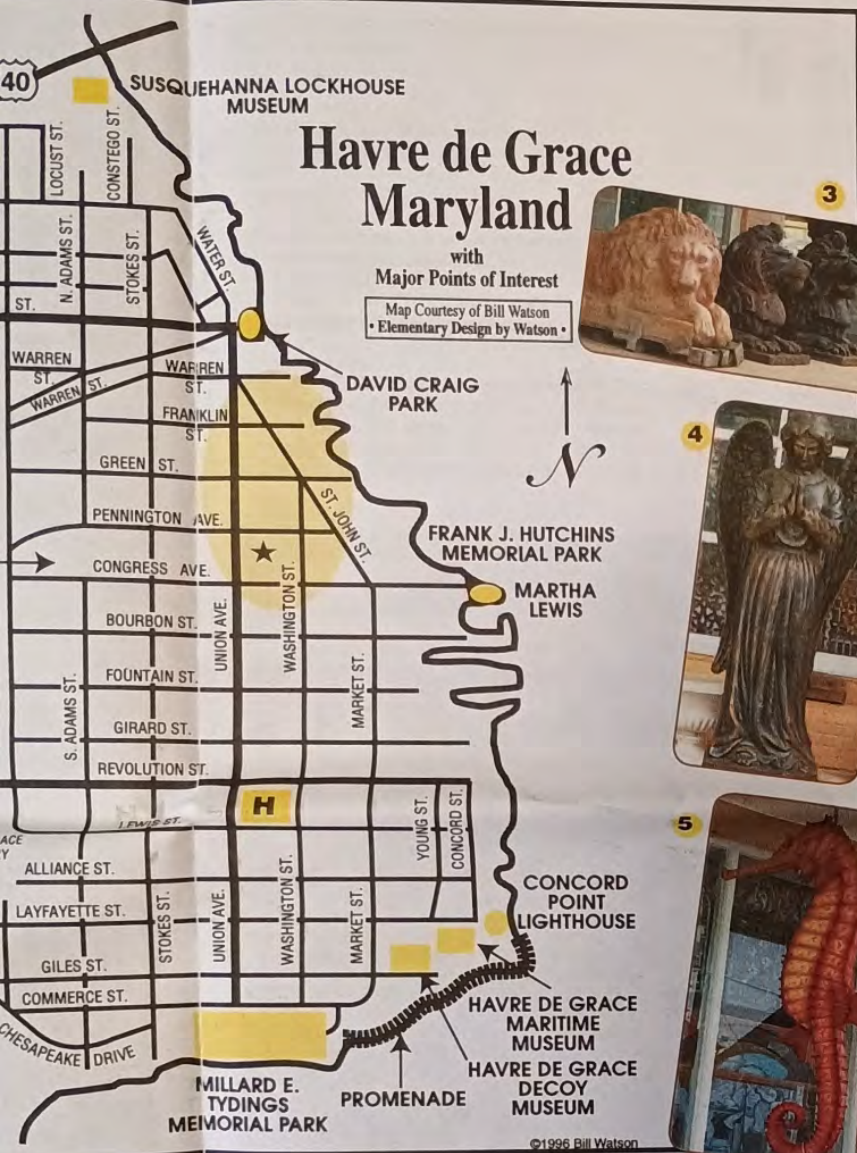 40
SUSQUEHANNA LOCKHOUSE
MUSEUM
Havre de Grace
Maryland
with
Major Points of Interest
Map Courtesy of Bill Watson
• Elementary Design by Watson •
3
LOCUST ST.
CONSTEGO ST.
N. ADAMS ST.
STOKES ST.
WATER ST.
ST.
WARREN
ST.
WARREN ST.
WARREN
ST.
DAVID CRAIG
PARK
FRANKLIN
ST.
N
4
GREEN ST.
ST. JOHN ST.
PENNINGTON AVE.
FRANK J. HUTCHINS
MEMORIAL PARK
CONGRESS AVE.
MARTHA
LEWIS
BOURBON ST.
UNION AVE.
WASHINGTON ST.
FOUNTAIN ST.
S. ADAMS ST.
MARKET ST.
GIRARD ST.
REVOLUTION ST.
H
LEWIS ST.
YOUNG ST.
CONCORD ST.
5
ACE
Y
ALLIANCE ST.
CONCORD
POINT
LIGHTHOUSE
LAYFAYETTE ST.
STOKES ST.
UNION AVE.
WASHINGTON ST.
MARKET ST.
GILES ST.
COMMERCE ST.
HAVRE DE GRACE
MARITIME
MUSEUM
CHESAPEAKE DRIVE
HAVRE DE GRACE
DECOY
MUSEUM
MILLARD E.
TYDINGS
MEMORIAL PARK
PROMENADE
©1996 Bill Watson